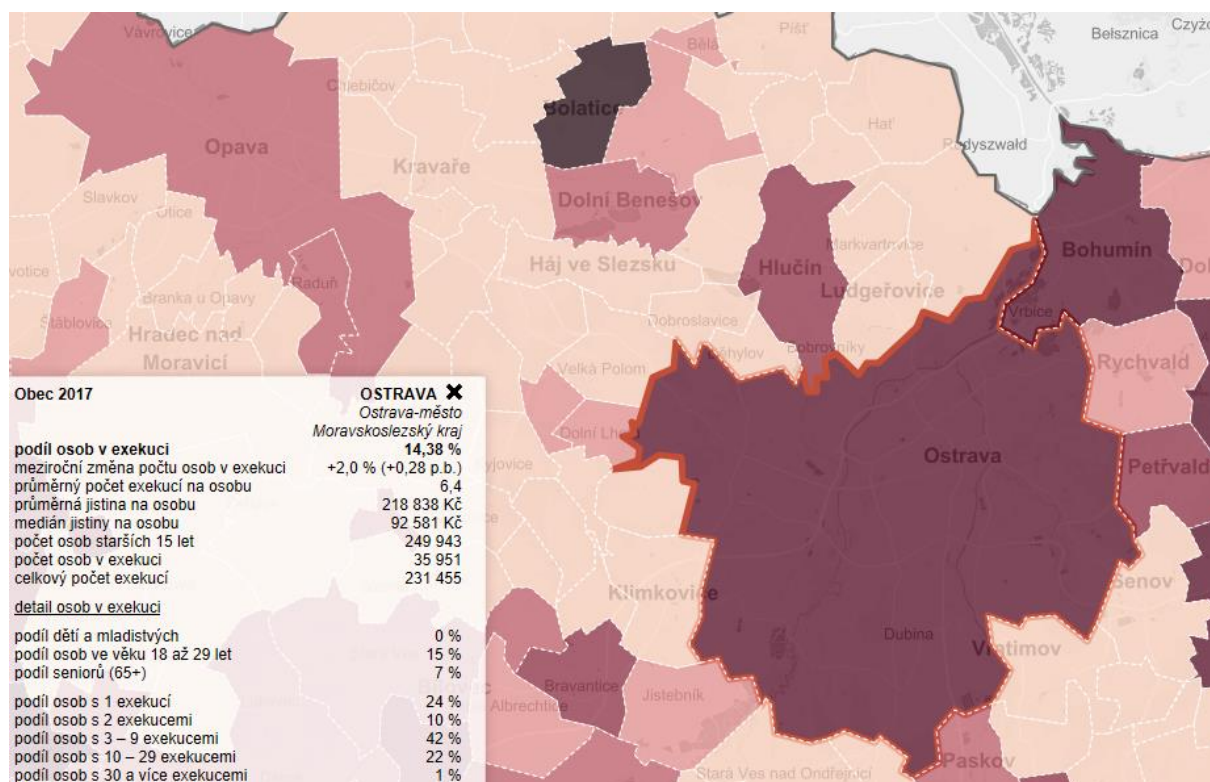 Vávrovice
Bělá
Píšť
Bełsznica
Czyżo
Chlebičov
Bolatice
Hať
Rudyszwald
Opava
Kravaře
Slavkov
Otice
Dolní Benešov
Markvartovice
Bohumín
votice
Raduň
Háj ve Slezsku
Hlučín
Ludgeřovice
Dol
Branka u Opavy
Vrbice
Štáblovice
Hradec nad
Moravicí
Dobroslavice
Děhylov
Bobrovníky
Velká Polom
Rychvald
Dolní Lhota
Ostrava
Petřvald
Klimkovice
Šenov
Dubina
Vratimov
Bravantice
Jistebník
Albrechtice
Paskov
Stará Ves nad Ondřejnicí
Obec 2017 OSTRAVA
Ostrava-město
Moravskoslezský kraj
podíl osob v exekuci 14,38 %
meziroční změna počtu osob v exekuci +2,0 % (+0,28 p.b.)
průměrný počet exekucí na osobu 6,4
průměrná jistina na osobu 218 838 Kč
medián jistiny na osobu 92 581 Kč
počet osob starších 15 let 249 943
počet osob v exekuci 35 951
celkový počet exekucí 231 455
detail osob v exekuci
podíl dětí a mladistvých 0 %
podíl osob ve věku 18 až 29 let 15 %
podíl seniorů (65+) 7 %
podíl osob s 1 exekucí 24 %
podíl osob s 2 exekucemi 10 %
podíl osob s 3 – 9 exekucemi 42 %
podíl osob s 10 – 29 exekucemi 22 %
podíl osob s 30 a více exekucemi 1 %